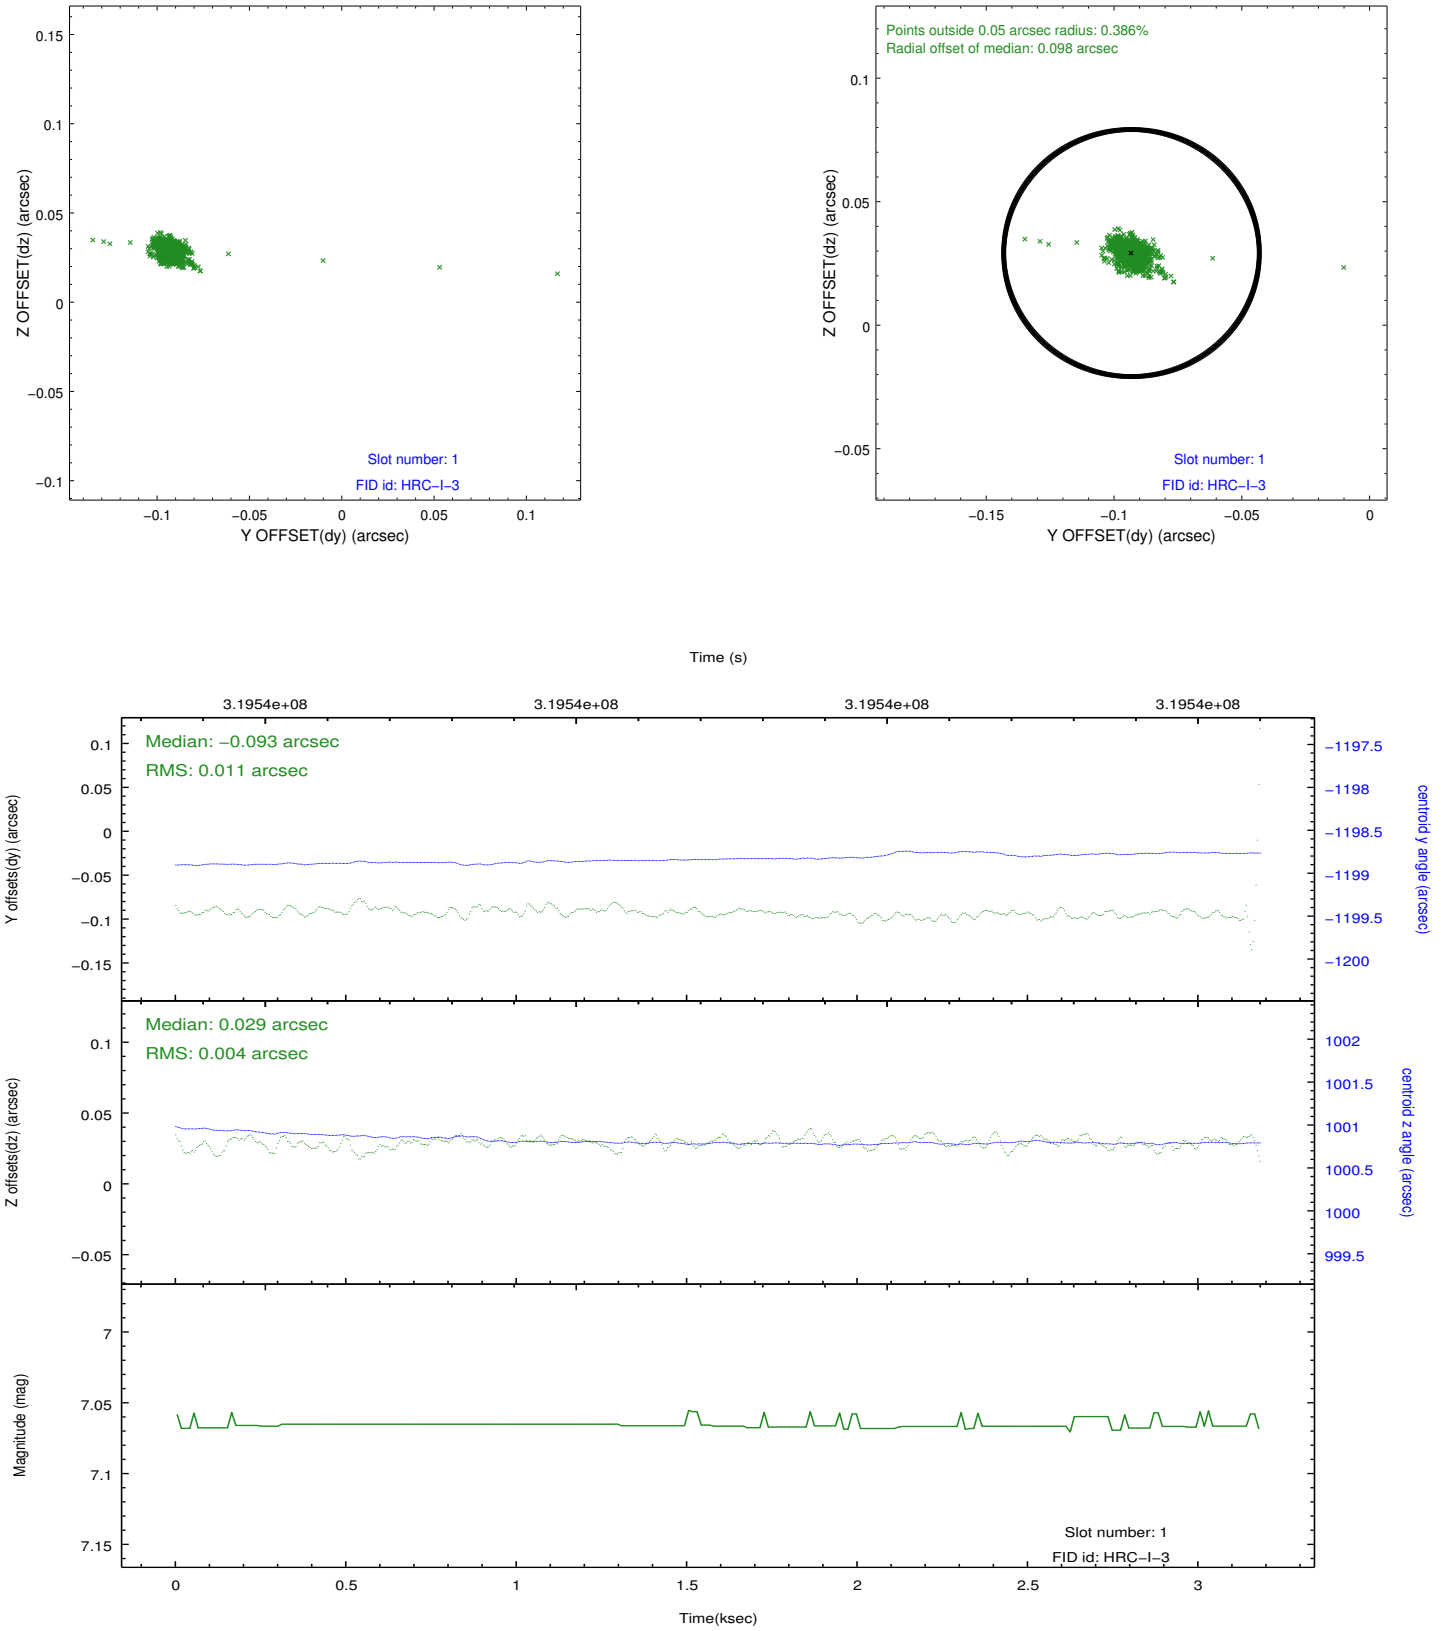 0.15
0.1
0.05
0
−0.05
−0.1
Z OFFSET(dz) (arcsec)
Slot number: 1
FID id: HRC−I−3
−0.1 −0.05 0 0.05 0.1
Y OFFSET(dy) (arcsec)
Points outside 0.05 arcsec radius: 0.386%
Radial offset of median: 0.098 arcsec
0.1
0.05
0
−0.05
Z OFFSET(dz) (arcsec)
Slot number: 1
FID id: HRC−I−3
−0.15 −0.1 −0.05 0
Y OFFSET(dy) (arcsec)
Time (s)
3.1954e+08 3.1954e+08 3.1954e+08 3.1954e+08
Median: −0.093 arcsec
RMS: 0.011 arcsec
0.1
0.05
0
−0.05
−0.1
−0.15
Y offsets(dy) (arcsec)
−1197.5
−1198
−1198.5
−1199
−1199.5
−1200
centroid y angle (arcsec)
Median: 0.029 arcsec
RMS: 0.004 arcsec
0.1
0.05
0
−0.05
Z offsets(dz) (arcsec)
1002
1001.5
1001
1000.5
1000
999.5
centroid z angle (arcsec)
7
7.05
7.1
7.15
Magnitude (mag)
Slot number: 1
FID id: HRC−I−3
0 0.5 1 1.5 2 2.5 3
Time(ksec)